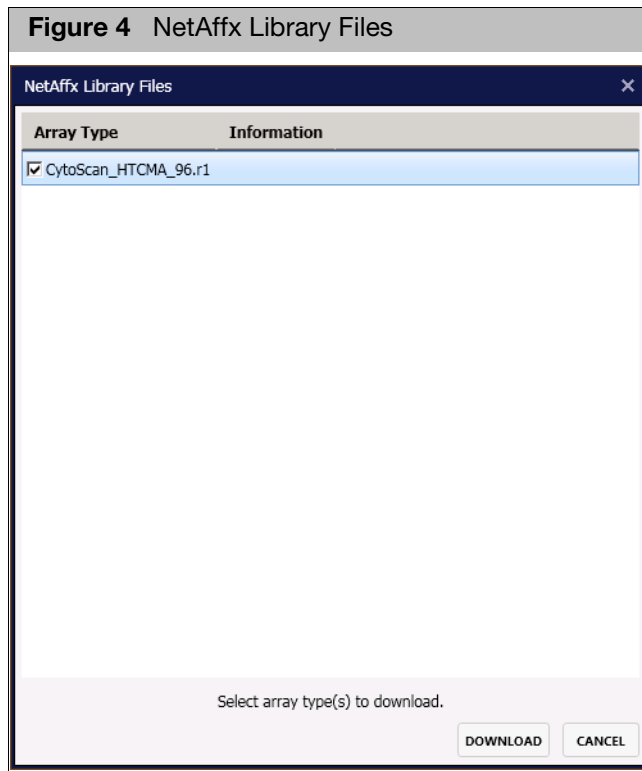 Figure 4 NetAffx Library Files
NetAffx Library Files
Array Type Information
CytoScan_HTCMA_96.r1
Select array type(s) to download.
DOWNLOAD CANCEL